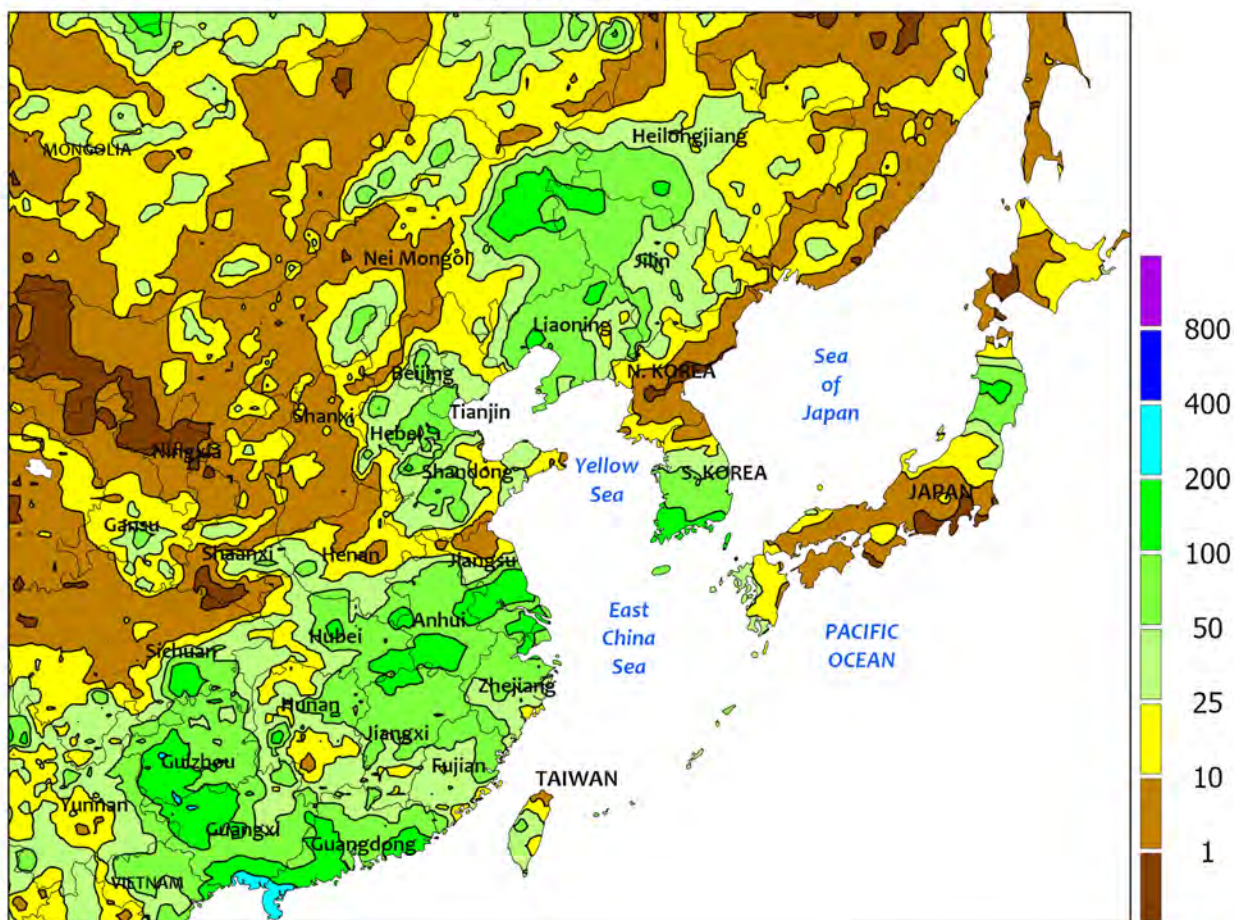 Heilongjiang
MONGOLIA
Nei Mongol
Jilin
Liaoning
800
Beijing
N. KOREA
Sea
of
Japan
400
Shanxi
Tianjin
Hebei
Ningxia
Shandong
Yellow
Sea
S. KOREA
JAPAN
200
Gansu
Shaanxi
Henan
Jiangsu
100
Hubei
Anhui
East
China
Sea
PACIFIC
OCEAN
50
Sichuan
Zhejiang
Hunan
25
Jiangxi
Guizhou
Fujian
TAIWAN
10
Yunnan
Guangxi
Guangdong
1
VIETNAM